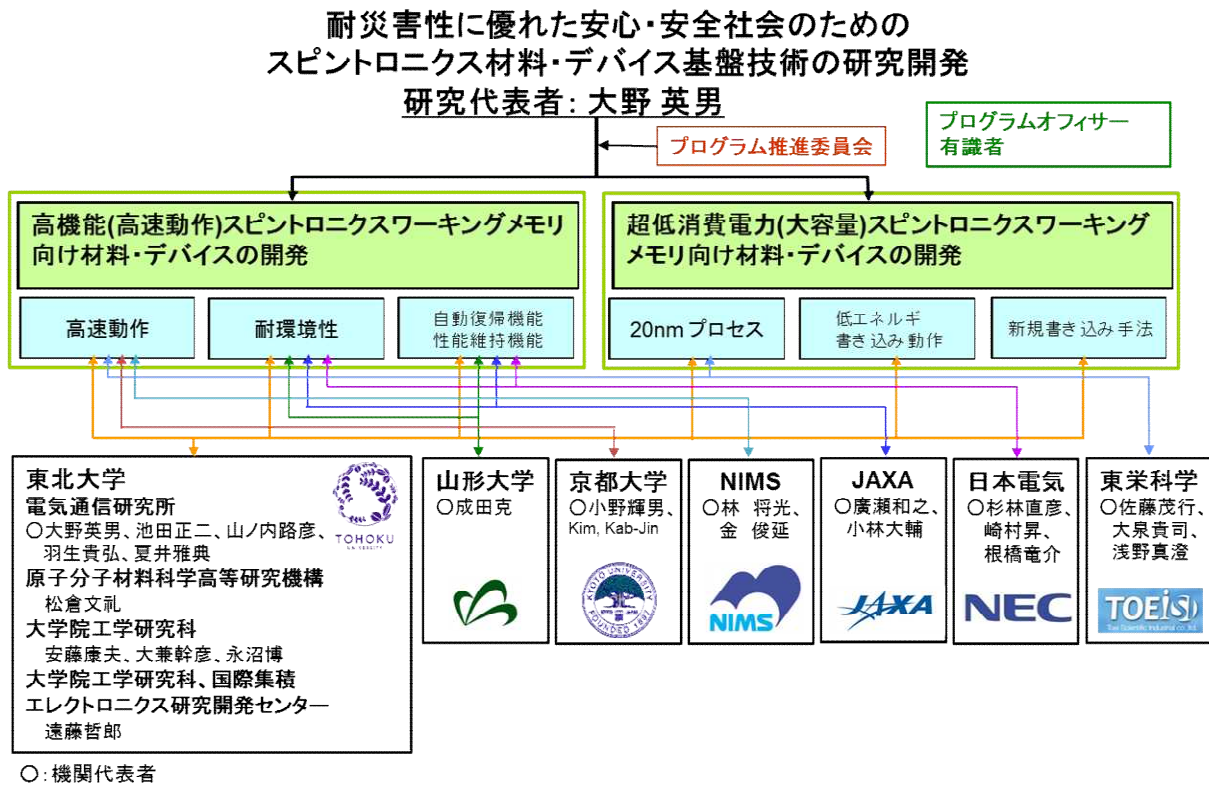 耐災害性に優れた安心・安全社会のための
スピントロニクス材料・デバイス基盤技術の研究開発
研究代表者: 大野 英男
プログラム推進委員会
プログラムオフィサー
有識者
高機能(高速動作)スピントロニクスワーキングメモリ
向け材料・デバイスの開発
超低消費電力(大容量)スピントロニクスワーキング
メモリ向け材料・デバイスの開発
高速動作
耐環境性
自動復帰機能
性能維持機能
20nm プロセス
低エネルギ
書き込み動作
新規書き込み手法
東北大学
電気通信研究所
〇大野英男、池田正二、山ノ内路彦、
羽生貴弘、夏井雅典
原子分子材料科学高等研究機構
松倉文礼
大学院工学研究科
安藤康夫、大兼幹彦、永沼博
大学院工学研究科、国際集積
エレクトロニクス研究開発センター
遠藤哲郎
TOHOKU
UNIVERSITY
山形大学
〇成田克
京都大学
〇小野輝男、
Kim, Kab-Jin
KYOTO UNIVERSITY
FOUNDED 1897
NIMS
〇林 将光、
金 俊延
NIMS
JAXA
〇廣瀬和之、
小林大輔
JAXA
日本電気
〇杉林直彦、
崎村昇、
根橋竜介
NEC
東栄科学
〇佐藤茂行、
大泉貴司、
浅野真澄
TOEiS
〇:機関代表者